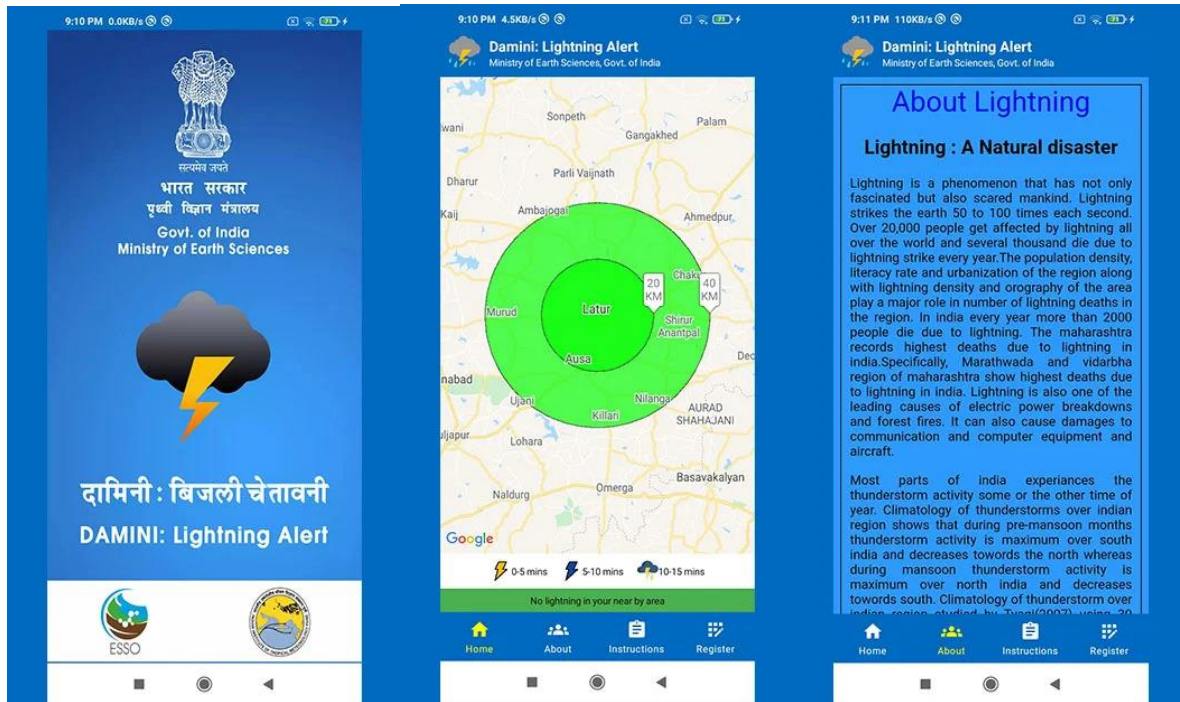 9:10 PM 0.0KB/s
71
सत्यमेव जयते
भारत सरकार
पृथ्वी विज्ञान मंत्रालय
Govt. of India
Ministry of Earth Sciences
दामिनी : बिजली चेतावनी
DAMINI: Lightning Alert
ESSO
9:10 PM 4.5KB/s
71
Damini: Lightning Alert
Ministry of Earth Sciences, Govt. of India
Sonpeth
Palam
wani
Gangakhed
Parli Vaijnath
Dharur
Kaij
Ambajogai
Ahmedpur
Chaku
20 KM
40 KM
Murud
Latur
Shirur
Anantpal
Ausa
Dec
nabad
Ujani
Nilanga
Killari
AURAD
SHAHAJANI
uljapur
Lohara
Basavakalyan
Naldurg
Omerga
Google
0-5 mins 5-10 mins 10-15 mins
No lightning in your near by area
Home About Instructions Register
9:11 PM 110KB/s
71
Damini: Lightning Alert
Ministry of Earth Sciences, Govt. of India
About Lightning
Lightning : A Natural disaster
Lightning is a phenomenon that has not only
fascinated but also scared mankind. Lightning
strikes the earth 50 to 100 times each second.
Over 20,000 people get affected by lightning all
over the world and several thousand die due to
lightning strike every year.The population density,
literacy rate and urbanization of the region along
with lightning density and orography of the area
play a major role in number of lightning deaths in
the region. In india every year more than 2000
people die due to lightning. The maharashtra
records highest deaths due to lightning in
india.Specifically, Marathwada and vidarbha
region of maharashtra show highest deaths due
to lightning in india. Lightning is also one of the
leading causes of electric power breakdowns
and forest fires. It can also cause damages to
communication and computer equipment and
aircraft.
Most parts of india experiances the
thunderstorm activity some or the other time of
year. Climatology of thunderstorms over indian
region shows that during pre-mansoon months
thunderstorm activity is maximum over south
india and decreases towords the north whereas
during mansoon thunderstorm activity is
maximum over north india and decreases
towords south. Climatology of thunderstorm over
indian region studied by Tyagi(2007) using 30
Home About Instructions Register